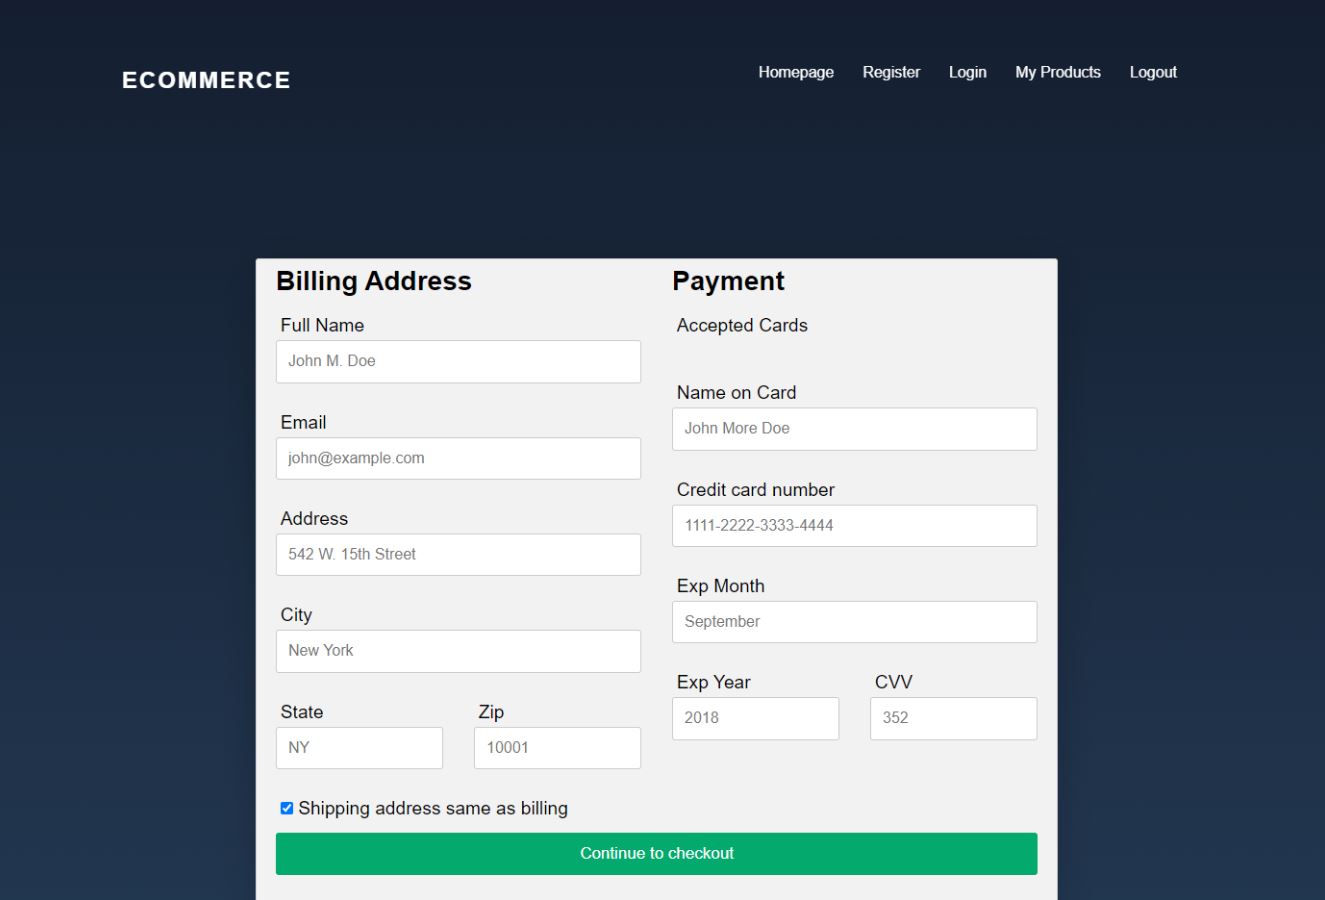 ECOMMERCE
Homepage Register Login My Products Logout
Billing Address
Full Name
John M. Doe
Email
john@example.com
Address
542 W. 15th Street
City
New York
State Zip
NY 10001
Payment
Accepted Cards
Name on Card
John More Doe
Credit card number
1111-2222-3333-4444
Exp Month
September
Exp Year CVV
2018 352
Shipping address same as billing
Continue to checkout